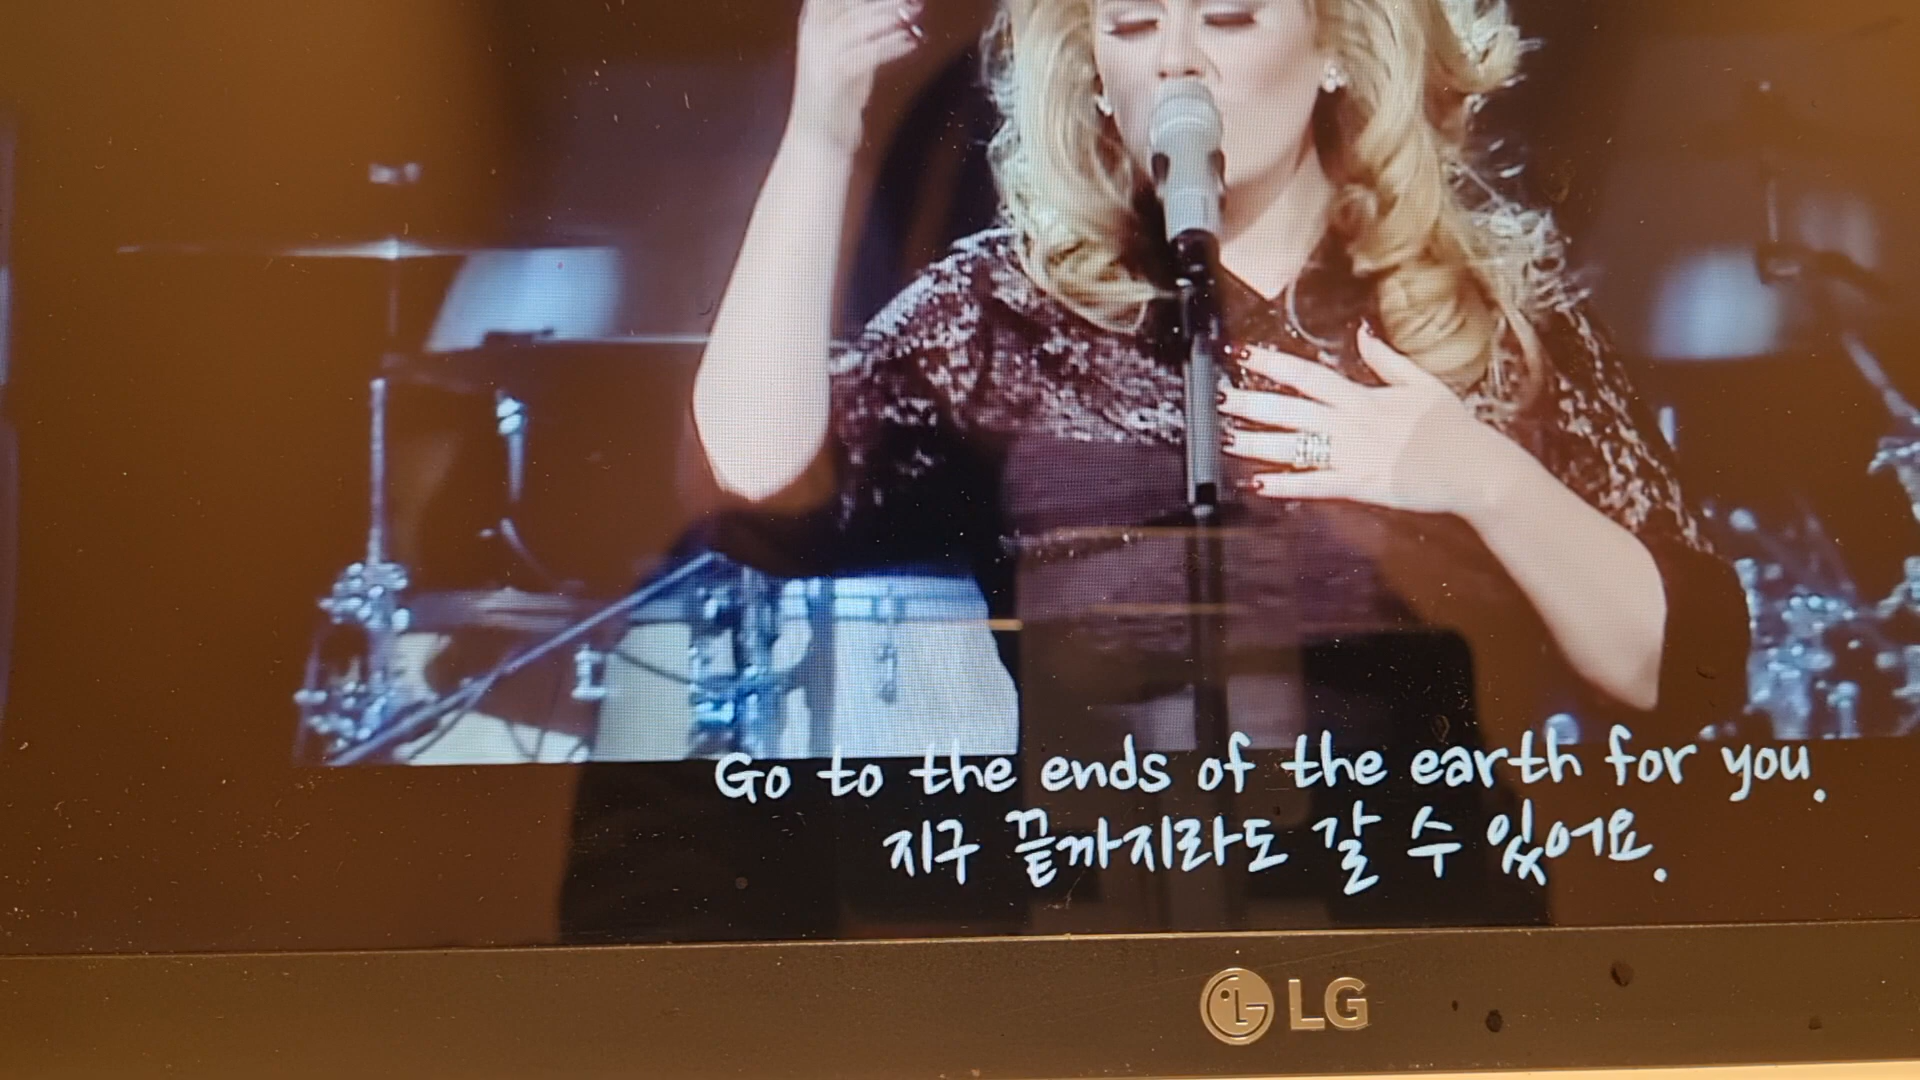 Go to the ends of the earth for you.
지구 끝까지라도 갈 수 있어요.
LG